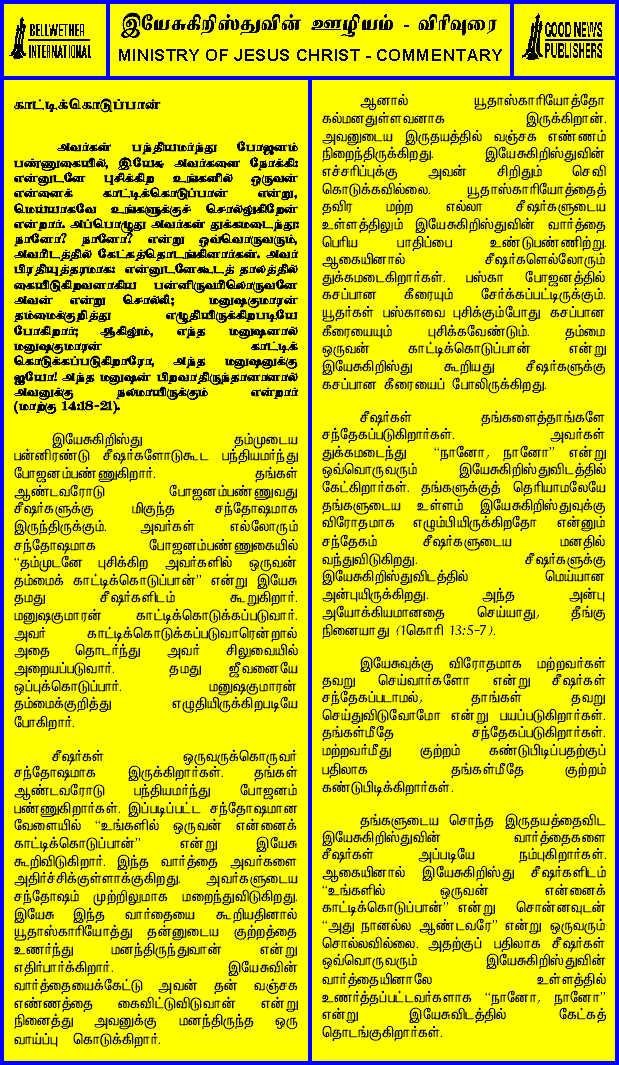 BELLWETHER
INTERNATIONAL
இயேசுகிறிஸ்துவின் ஊழியம் - விரிவுரை
MINISTRY OF JESUS CHRIST - COMMENTARY
GOOD NEWS
PUBLISHERS
காட்டிக்கொடுப்பான்
அவர்கள் பந்தியமர்ந்து போஜனம்
பண்ணுகையில், இயேசு அவர்களை நோக்கி:
என்னுடனே புசிக்கிற உங்களில் ஒருவன்
என்னைக் காட்டிக்கொடுப்பான் என்று,
மெய்யாகவே உங்களுக்குச் சொல்லுகிறேன்
என்றார். அப்பொழுது அவர்கள் துக்கமடைந்து:
நானோ? நானோ? என்று ஒவ்வொருவரும்,
அவரிடத்தில் கேட்கத்தொடங்கினார்கள். அவர்
பிரதியுத்தரமாக: என்னுடனேகூடத் தாலத்தில்
கையிடுகிறவனாகிய பன்னிருவரிலொருவனே
அவன் என்று சொல்லி; மனுஷகுமாரன்
தம்மைக்குறித்து எழுதியிருக்கிறபடியே
போகிறார்; ஆகிலும், எந்த மனுஷனால்
மனுஷகுமாரன் காட்டிக்
கொடுக்கப்படுகிறாரோ, அந்த மனுஷனுக்கு
ஐயோ! அந்த மனுஷன் பிறவாதிருந்தானானால்
அவனுக்கு நலமாயிருக்கும் என்றார்
(மாற்கு 14:18-21).
இயேசுகிறிஸ்து தம்முடைய
பன்னிரண்டு சீஷர்களோடுகூட பந்தியமர்ந்து
போஜனம்பண்ணுகிறார். தங்கள்
ஆண்டவரோடு போஜனம்பண்ணுவது
சீஷர்களுக்கு மிகுந்த சந்தோஷமாக
இருந்திருக்கும். அவர்கள் எல்லோரும்
சந்தோஷமாக போஜனம்பண்ணுகையில்
“தம்முடனே புசிக்கிற அவர்களில் ஒருவன்
தம்மைக் காட்டிக்கொடுப்பான்” என்று இயேசு
தமது சீஷர்களிடம் கூறுகிறார்.
மனுஷகுமாரன் காட்டிக்கொடுக்கப்படுவார்.
அவர் காட்டிக்கொடுக்கப்படுவாரென்றால்
அதை தொடர்ந்து அவர் சிலுவையில்
அறையப்படுவார். தமது ஜீவனையே
ஒப்புக்கொடுப்பார். மனுஷகுமாரன்
தம்மைக்குறித்து எழுதியிருக்கிறபடியே
போகிறார்.
சீஷர்கள் ஒருவருக்கொருவர்
சந்தோஷமாக இருக்கிறார்கள். தங்கள்
ஆண்டவரோடு பந்தியமர்ந்து போஜனம்
பண்ணுகிறார்கள். இப்படிப்பட்ட சந்தோஷமான
வேளையில் “உங்களில் ஒருவன் என்னைக்
காட்டிக்கொடுப்பான்” என்று இயேசு
கூறிவிடுகிறார். இந்த வார்த்தை அவர்களை
அதிர்ச்சிக்குள்ளாக்குகிறது. அவர்களுடைய
சந்தோஷம் முற்றிலுமாக மறைந்துவிடுகிறது.
இயேசு இந்த வார்தையை கூறியதினால்
யூதாஸ்காரியோத்து தன்னுடைய குற்றத்தை
உணர்ந்து மனந்திருந்துவான் என்று
எதிர்பார்க்கிறார். இயேசுவின்
வார்த்தையைக்கேட்டு அவன் தன் வஞ்சக
எண்ணத்தை கைவிட்டுவிடுவான் என்று
நினைத்து அவனுக்கு மனந்திருந்த ஒரு
வாய்ப்பு கொடுக்கிறார்.
ஆனால் யூதாஸ்காரியோத்தோ
கல்மனதுள்ளவனாக இருக்கிறான்.
அவனுடைய இருதயத்தில் வஞ்சக எண்ணம்
நிறைந்திருக்கிறது. இயேசுகிறிஸ்துவின்
எச்சரிப்புக்கு அவன் சிறிதும் செவி
கொடுக்கவில்லை. யூதாஸ்காரியோத்தைத்
தவிர மற்ற எல்லா சீஷர்களுடைய
உள்ளத்திலும் இயேசுகிறிஸ்துவின் வார்த்தை
பெரிய பாதிப்பை உண்டுபண்ணிற்று.
ஆகையினால் சீஷர்களெல்லோரும்
துக்கமடைகிறார்கள். பஸ்கா போஜனத்தில்
கசப்பான கீரையும் சேர்க்கப்பட்டிருக்கும்.
யூதர்கள் பஸ்காவை புசிக்கும்போது கசப்பான
கீரையையும் புசிக்கவேண்டும். தம்மை
ஒருவன் காட்டிக்கொடுப்பான் என்று
இயேசுகிறிஸ்து கூறியது சீஷர்களுக்கு
கசப்பான கீரையைப் போலிருக்கிறது.
சீஷர்கள் தங்களைத்தாங்களே
சந்தேகப்படுகிறார்கள். அவர்கள்
துக்கமடைந்து “நானோ, நானோ” என்று
ஒவ்வொருவரும் இயேசுகிறிஸ்துவிடத்தில்
கேட்கிறார்கள். தங்களுக்குத் தெரியாமலேயே
தங்களுடைய உள்ளம் இயேசுகிறிஸ்துவுக்கு
விரோதமாக எழும்பியிருக்கிறதோ என்னும்
சந்தேகம் சீஷர்களுடைய மனதில்
வந்துவிடுகிறது. சீஷர்களுக்கு
இயேசுகிறிஸ்துவிடத்தில் மெய்யான
அன்புயிருக்கிறது. அந்த அன்பு
அயோக்கியமானதை செய்யாது, தீங்கு
நினையாது (1கொரி 13:5-7).
இயேசுவுக்கு விரோதமாக மற்றவர்கள்
தவறு செய்வார்களோ என்று சீஷர்கள்
சந்தேகப்படாமல், தாங்கள் தவறு
செய்துவிடுவோமோ என்று பயப்படுகிறார்கள்.
தங்கள்மீதே சந்தேகப்படுகிறார்கள்.
மற்றவர்மீது குற்றம் கண்டுபிடிப்பதற்குப்
பதிலாக தங்கள்மீதே குற்றம்
கண்டுபிடிக்கிறார்கள்.
தங்களுடைய சொந்த இருதயத்தைவிட
இயேசுகிறிஸ்துவின் வார்த்தைகளை
சீஷர்கள் அப்படியே நம்புகிறார்கள்.
ஆகையினால் இயேசுகிறிஸ்து சீஷர்களிடம்
“உங்களில் ஒருவன் என்னைக்
காட்டிக்கொடுப்பான்” என்று சொன்னவுடன்
“அது நானல்ல ஆண்டவரே” என்று ஒருவரும்
சொல்லவில்லை. அதற்குப் பதிலாக சீஷர்கள்
ஒவ்வொருவரும் இயேசுகிறிஸ்துவின்
வார்த்தையினாலே உள்ளத்தில்
உணர்த்தப்பட்டவர்களாக “நானோ, நானோ”
என்று இயேசுவிடத்தில் கேட்கத்
தொடங்குகிறார்கள்.